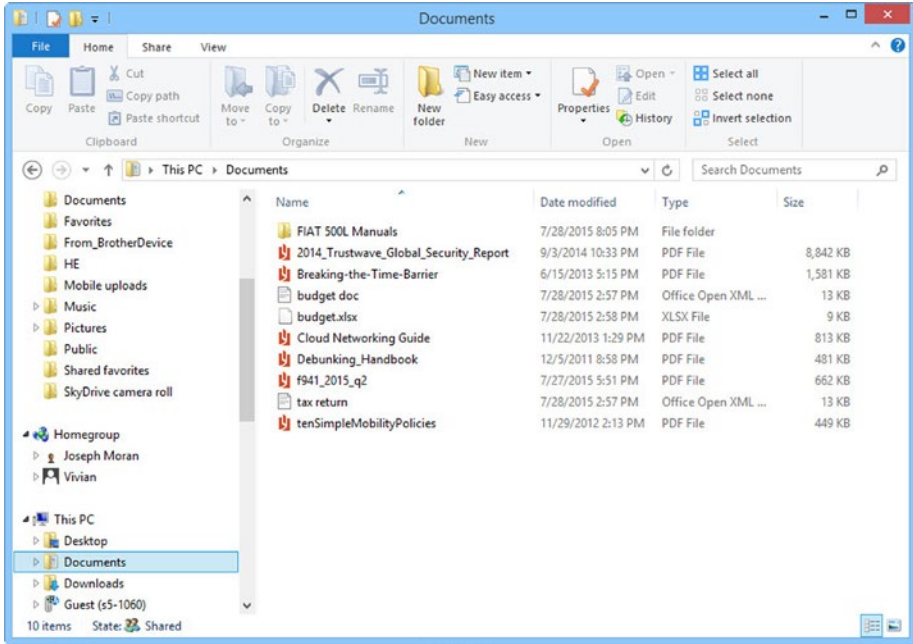 Documents
File Home Share View
Copy
Paste
Cut
Copy path
Paste shortcut
Clipboard
Move to
Copy to
Delete
Rename
Organize
New folder
New item
Easy access
New
Properties
Open
Edit
History
Open
Select all
Select none
Invert selection
Select
This PC Documents
Search Documents
Documents
Favorites
From_BrotherDevice
HE
Mobile uploads
Music
Pictures
Public
Shared favorites
SkyDrive camera roll
Homegroup
Joseph Moran
Vivian
This PC
Desktop
Documents
Downloads
Guest (s5-1060)
Name Date modified Type Size
FIAT 500L Manuals 7/28/2015 8:05 PM File folder
2014_Trustwave_Global_Security_Report 9/3/2014 10:33 PM PDF File 8,842 KB
Breaking-the-Time-Barrier 6/15/2013 5:15 PM PDF File 1,581 KB
budget doc 7/28/2015 2:57 PM Office Open XML ... 13 KB
budget.xlsx 7/28/2015 2:58 PM XLSX File 9 KB
Cloud Networking Guide 11/22/2013 1:29 PM PDF File 813 KB
Debunking_Handbook 12/5/2011 8:58 PM PDF File 481 KB
f941_2015_q2 7/27/2015 5:51 PM PDF File 662 KB
tax return 7/28/2015 2:57 PM Office Open XML ... 13 KB
tenSimpleMobilityPolicies 11/29/2012 2:13 PM PDF File 449 KB
10 items State: Shared